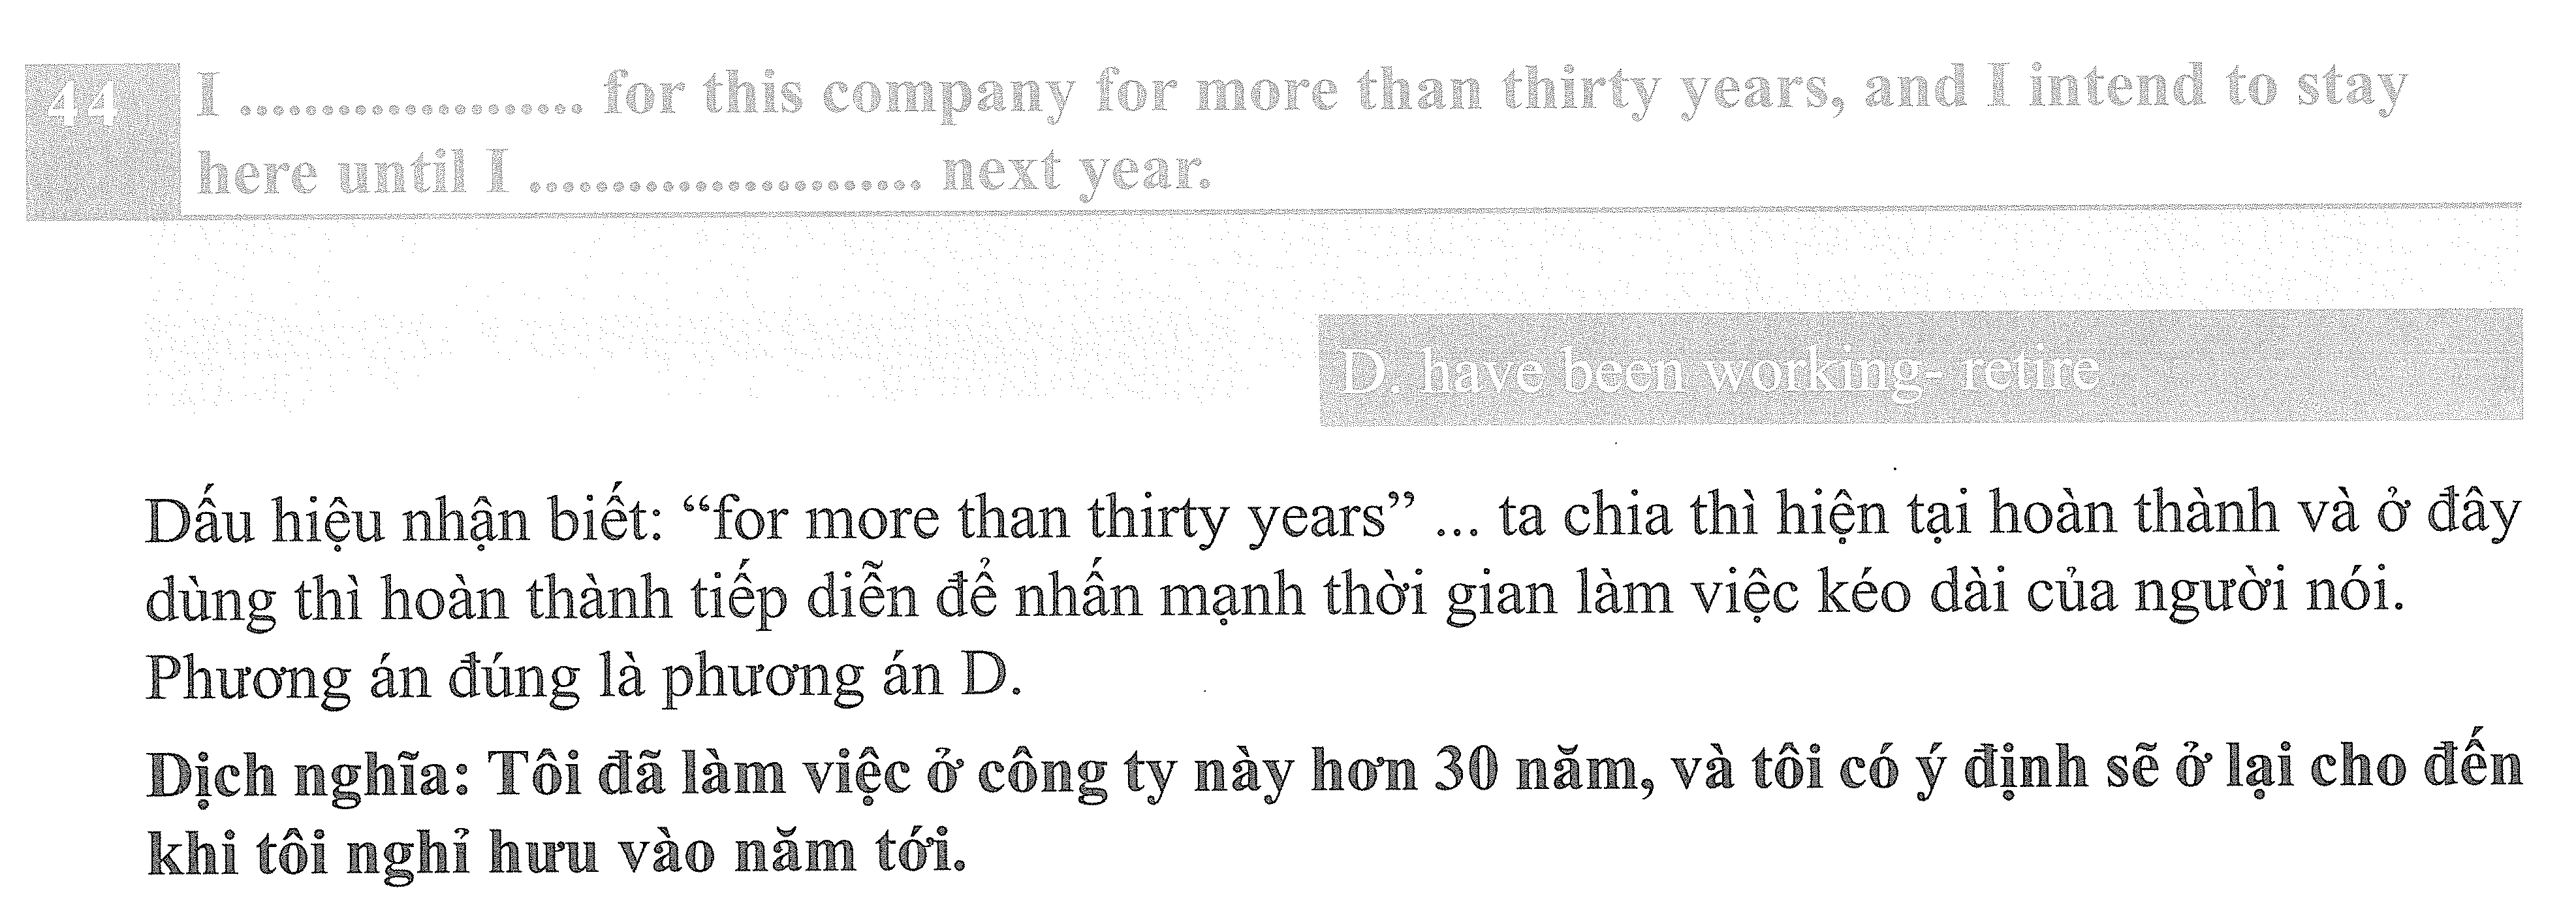 44 I .................... for this company for more than thirty years, and I intend to stay
here until I ....................... next year.
D. have been working- retire
Dấu hiệu nhận biết: “for more than thirty years” ... ta chia thì hiện tại hoàn thành và ở đây
dùng thì hoàn thành tiếp diễn để nhấn mạnh thời gian làm việc kéo dài của người nói.
Phương án đúng là phương án D.
Dịch nghĩa: Tôi đã làm việc ở công ty này hơn 30 năm, và tôi có ý định sẽ ở lại cho đến
khi tôi nghỉ hưu vào năm tới.